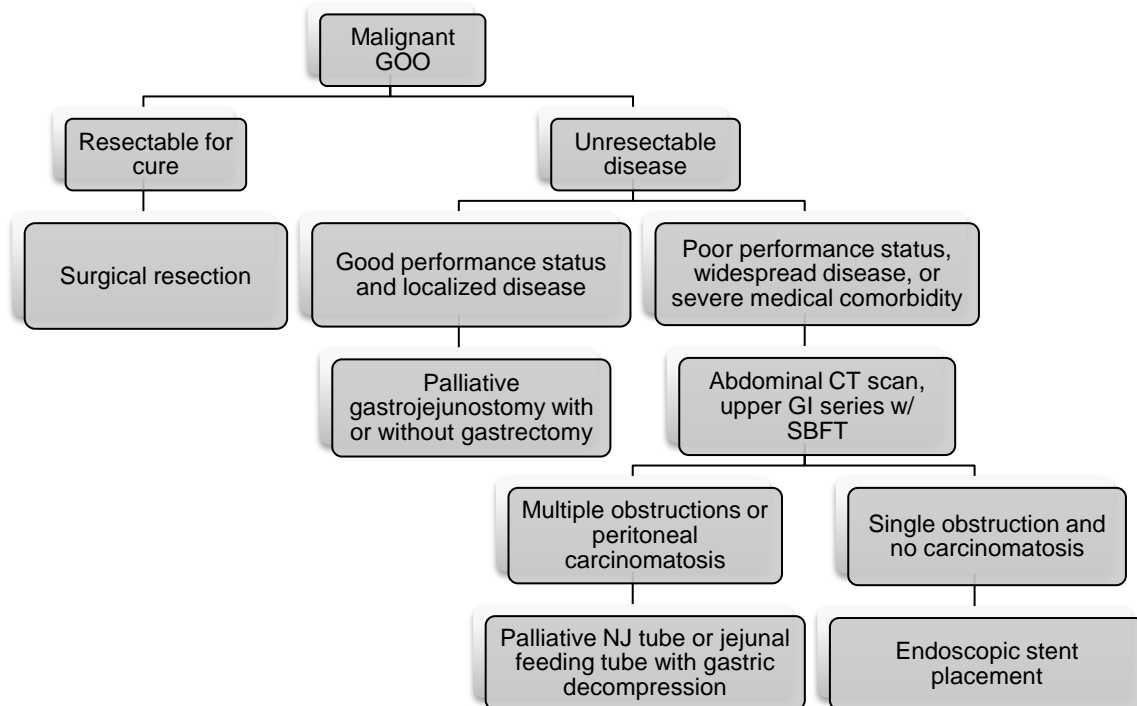 Malignant
GOO
Resectable for
cure
Unresectable
disease
Surgical resection
Good performance status
and localized disease
Poor performance status,
widespread disease, or
severe medical comorbidity
Palliative
gastrojejunostomy with
or without gastrectomy
Abdominal CT scan,
upper GI series w/
SBFT
Multiple obstructions or
peritoneal
carcinomatosis
Single obstruction and
no carcinomatosis
Palliative NJ tube or jejunal
feeding tube with gastric
decompression
Endoscopic stent
placement